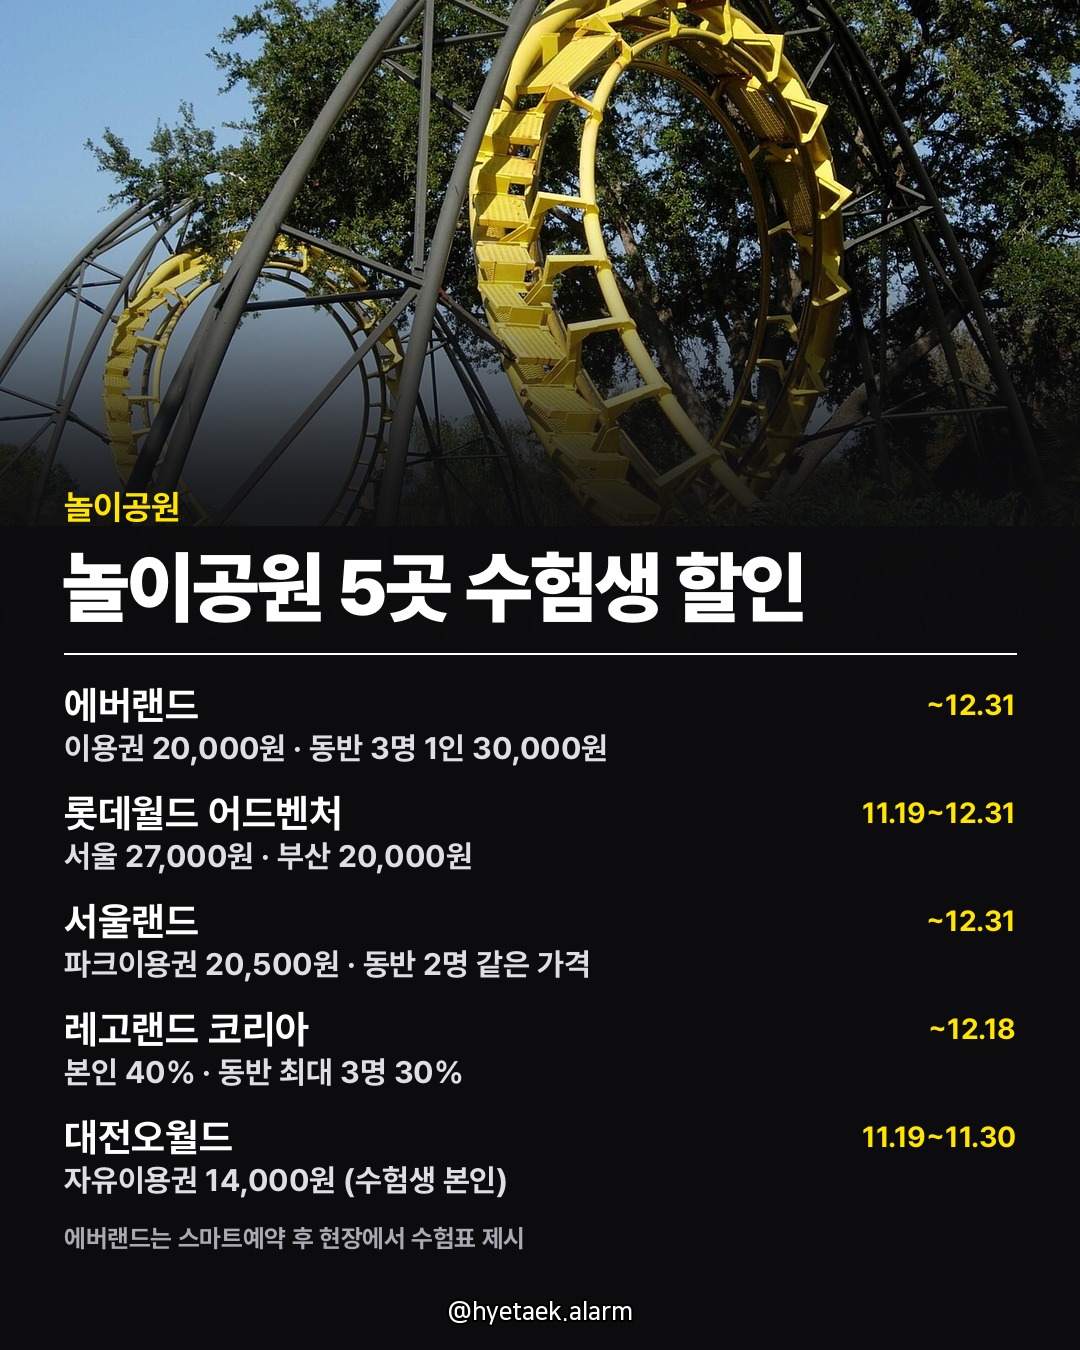 놀이공원
놀이공원 5곳 수험생 할인
에버랜드
~12.31
이용권 20,000원 · 동반 3명 1인 30,000원
롯데월드 어드벤처
11.19~12.31
서울 27,000원 · 부산 20,000원
서울랜드
~12.31
파크이용권 20,500원 · 동반 2명 같은 가격
레고랜드 코리아
~12.18
본인 40% · 동반 최대 3명 30%
대전오월드
11.19~11.30
자유이용권 14,000원 (수험생 본인)
에버랜드는 스마트예약 후 현장에서 수험표 제시
@hyetaek.alarm